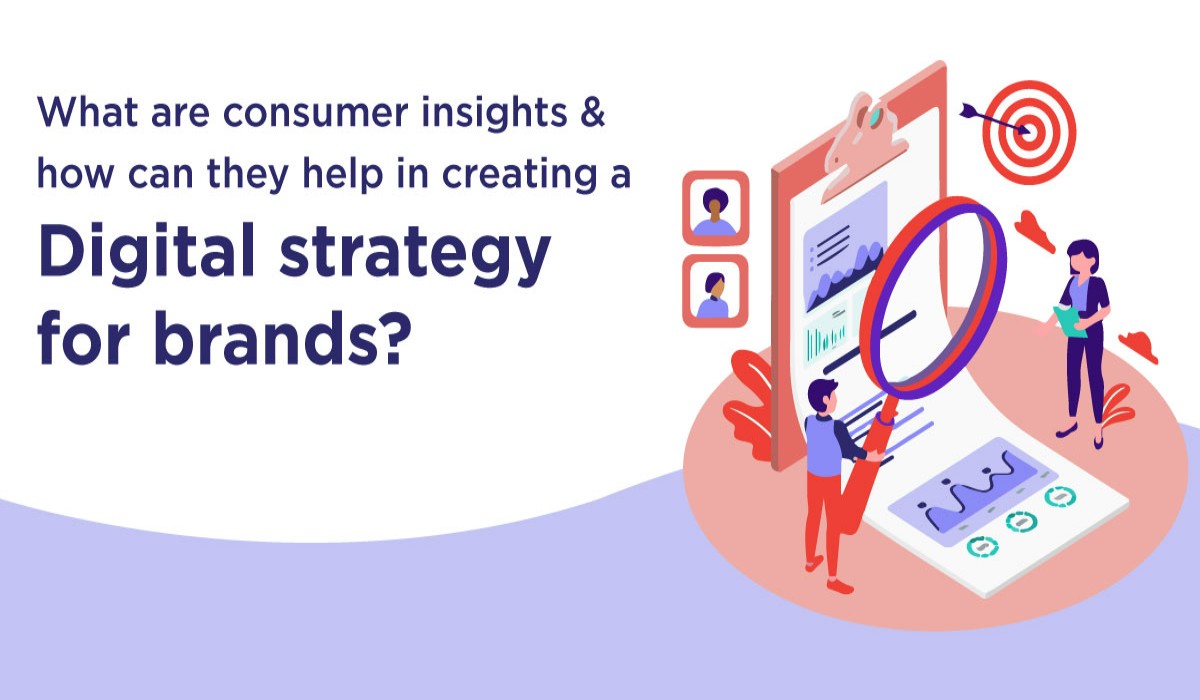 What are consumer insights &
how can they help in creating a
Digital strategy
for brands?